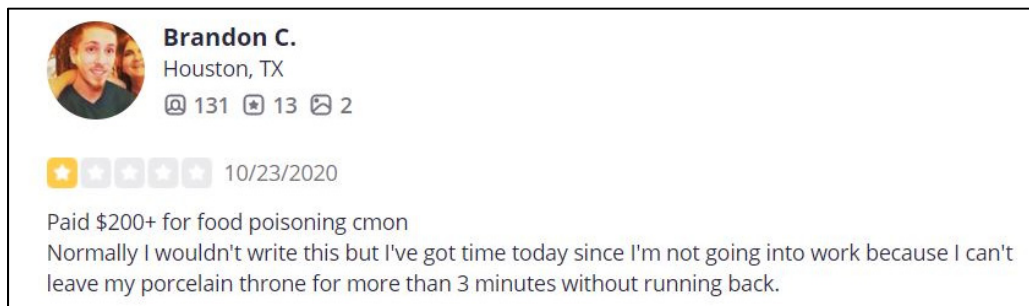 Brandon C.
Houston, TX
131 13 2
10/23/2020
Paid $200+ for food poisoning cmon
Normally I wouldn't write this but I've got time today since I'm not going into work because I can't
leave my porcelain throne for more than 3 minutes without running back.